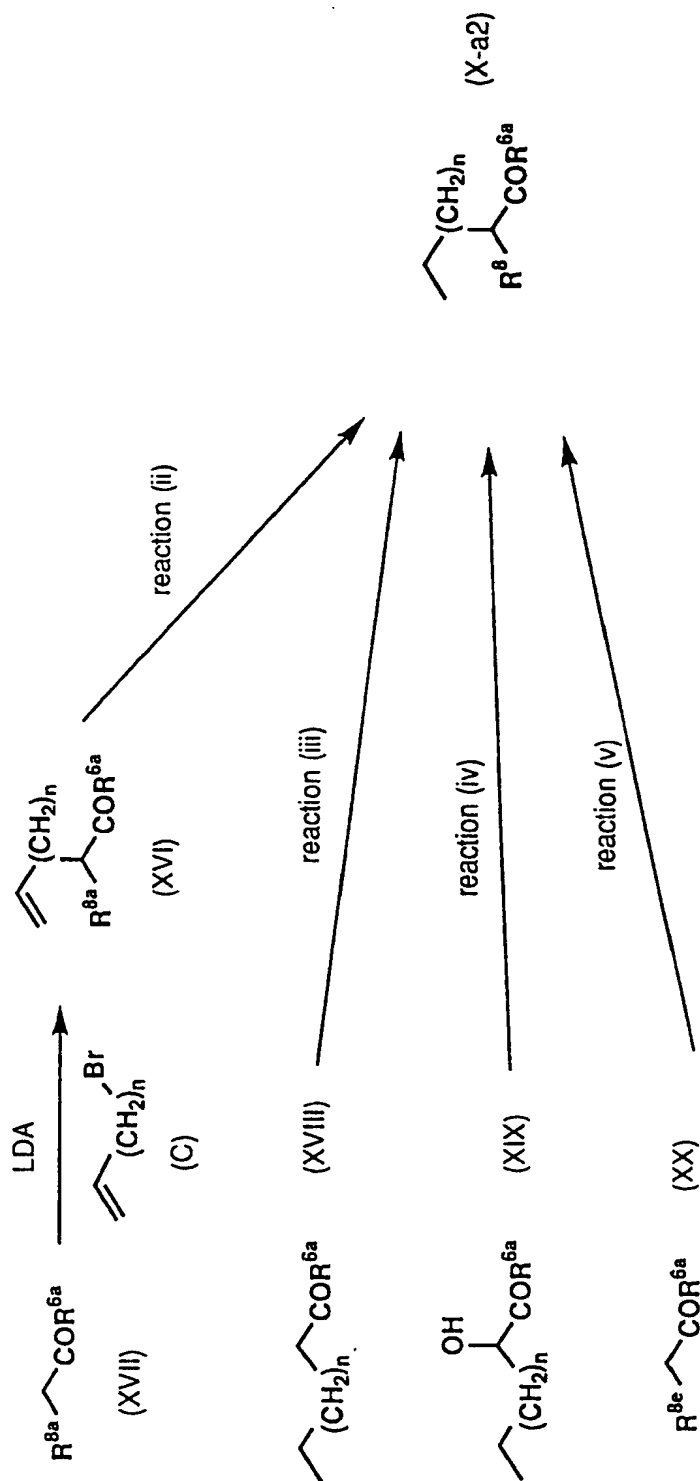 LDA
R8a COR6a
(XVII)
(CH2)n Br
(C)
(CH2)n
R8a COR6a
(XVI)
reaction (ii)
(CH2)n COR6a
(XVIII)
reaction (iii)
OH
(CH2)n COR6a
(XIX)
reaction (iv)
R8e COR6a
(XX)
reaction (v)
(CH2)n
R8 COR6a
(X-a2)